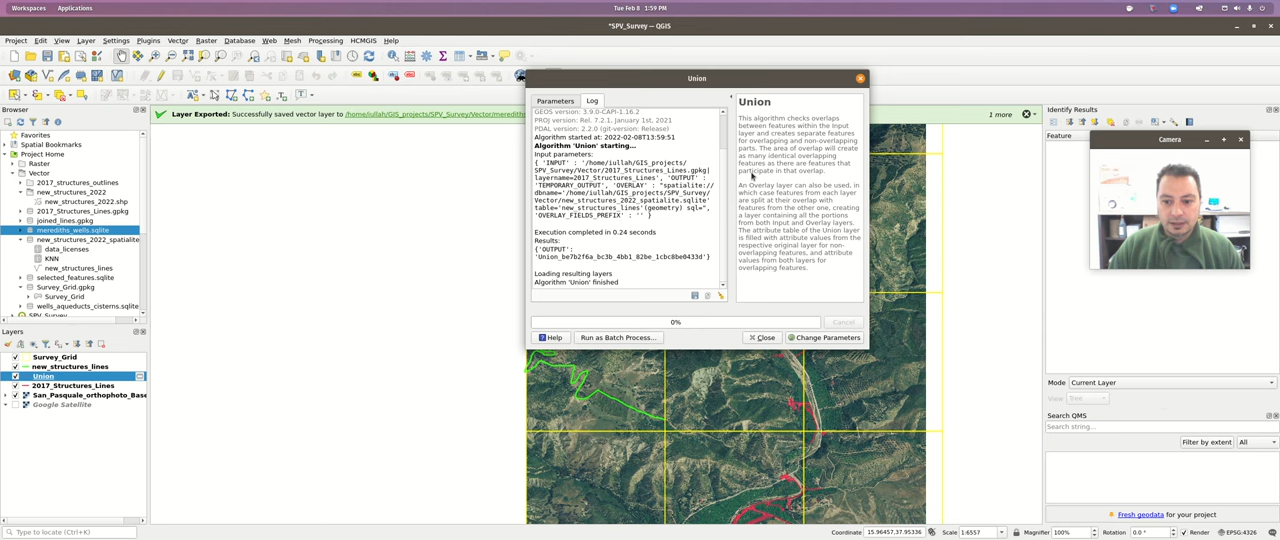 Workspaces Applications
Tue Feb 8 1:59 PM
*SPV_Survey — QGIS
Project Edit View Layer Settings Plugins Vector Raster Database Web Mesh Processing HCMGIS Help
Layer Exported: Successfully saved vector layer to /home/iullah/GIS_projects/SPV_Survey/Vector/merediths
1 more
Browser
Favorites
Spatial Bookmarks
Project Home
Raster
Vector
2017_structures_outlines
new_structures_2022
new_structures_2022.shp
2017_Structures_Lines.gpkg
joined_lines.gpkg
merediths_wells.sqlite
new_structures_2022_spatialite
data_licenses
KNN
new_structures_lines
selected_features.sqlite
Survey_Grid.gpkg
Survey_Grid
wells_aqueducts_cisterns.sqlite
SPV_Survey
Layers
Survey_Grid
new_structures_lines
Union
2017_Structures_Lines
San_Pasquale_orthophoto_Base
Google Satellite
Union
Parameters Log
GEOS version: 3.9.0-CAPI-1.16.2
PROJ version: Rel. 7.2.1, January 1st, 2021
PDAL version: 2.2.0 (git-version: Release)
Algorithm started at: 2022-02-08T13:59:51
Algorithm 'Union' starting…
Input parameters:
{ 'INPUT' : '/home/iullah/GIS_projects/
SPV_Survey/Vector/2017_Structures_Lines.gpkg|
layername=2017_Structures_Lines', 'OUTPUT' :
'TEMPORARY_OUTPUT', 'OVERLAY' : 'spatialite://
dbname='/home/iullah/GIS_projects/SPV_Survey/
Vector/new_structures_2022_spatialite.sqlite'
table='new_structures_lines'(geometry) sql='',
'OVERLAY_FIELDS_PREFIX' : '' }
Execution completed in 0.24 seconds
Results:
{'OUTPUT':
'Union_be7b2f6a_bc3b_4bb1_82be_1cbc8be0433d'}
Loading resulting layers
Algorithm 'Union' finished
Union
This algorithm checks overlaps
between features within the Input
layer and creates separate features
for overlapping and non-overlapping
parts. The area of overlap will create
as many identical overlapping
features as there are features that
participate in that overlap.
An Overlay layer can also be used, in
which case features from each layer
are split at their overlap with
features from the other one, creating
a layer containing all the portions
from both Input and Overlay layers.
The attribute table of the Union layer
is filled with attribute values from the
respective original layer for non-
overlapping features, and attribute
values from both layers for
overlapping features.
0%
Cancel
Help Run as Batch Process… Close Change Parameters
Identify Results
Feature
Camera
Mode Current Layer
View Tree
Search QMS
Search string...
Filter by extent All
Fresh geodata for your project
Type to locate (Ctrl+K)
Coordinate 15.96457,37.95336 Scale 1:6557 Magnifier 100% Rotation 0.0 ° Render EPSG:4326